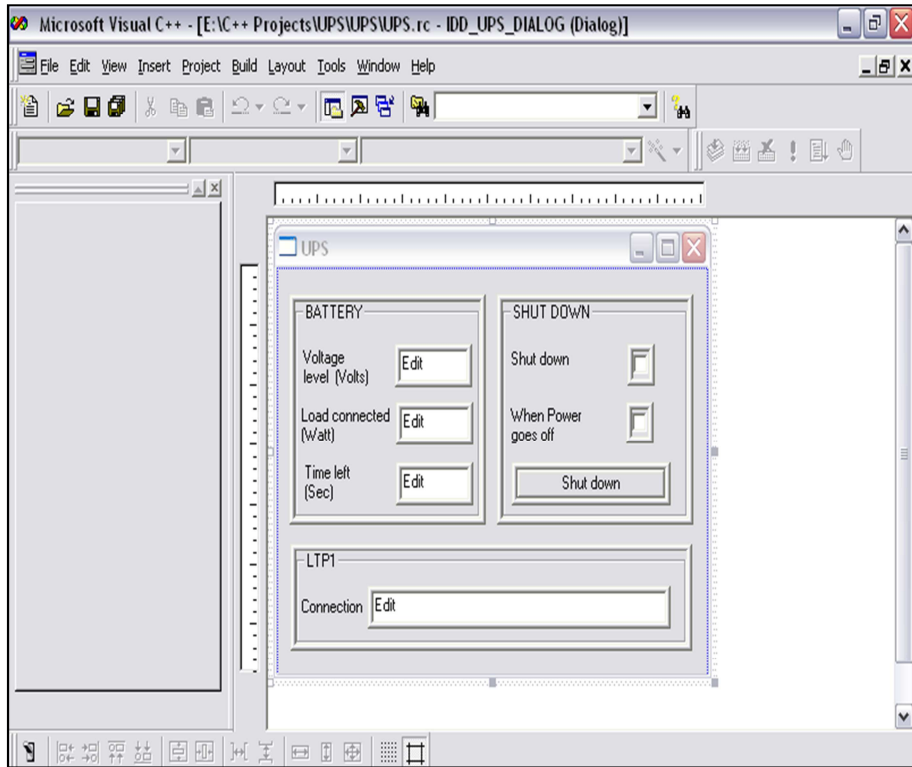 Microsoft Visual C++ - [E:\C++ Projects\UPS\UPS\UPS.rc - IDD_UPS_DIALOG (Dialog)]
File Edit View Insert Project Build Layout Tools Window Help
UPS
BATTERY
Voltage
level (Volts)
Edit
Load connected
(Watt)
Edit
Time left
(Sec)
Edit
SHUT DOWN
Shut down
When Power
goes off
Shut down
LTP1
Connection
Edit